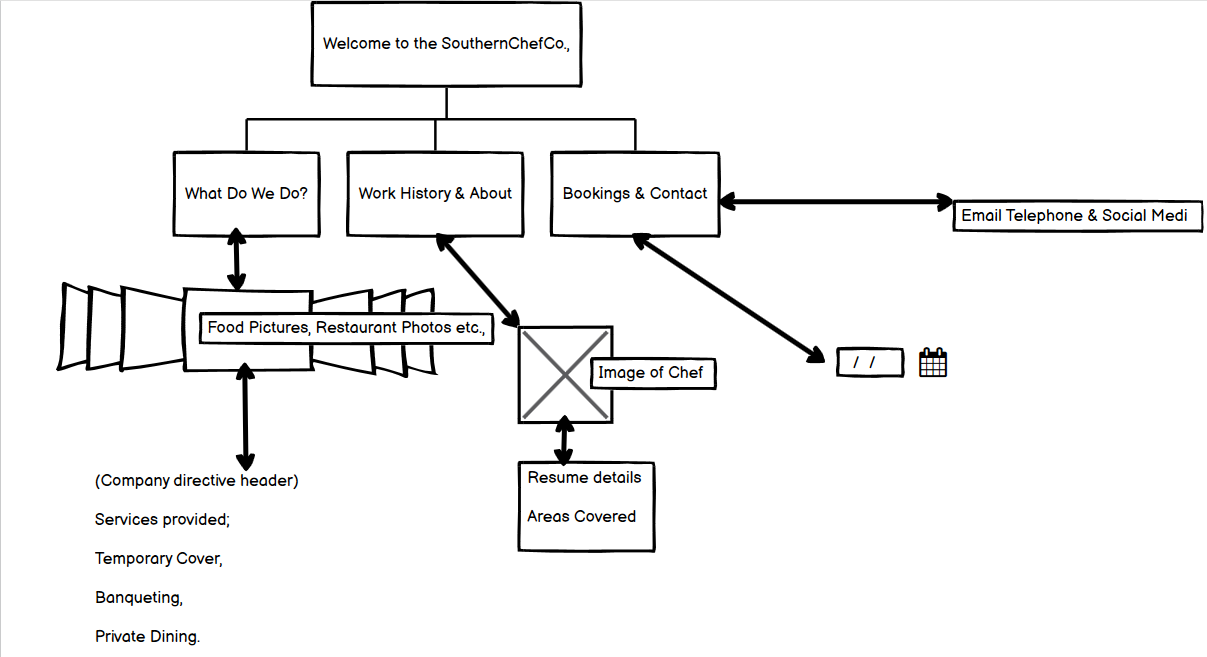 Welcome to the SouthernChefCo.,
What Do We Do?
Work History & About
Bookings & Contact
Email Telephone & Social Medi
Food Pictures, Restaurant Photos etc.,
Image of Chef
/ /
(Company directive header)
Services provided;
Temporary Cover,
Banqueting,
Private Dining.
Resume details
Areas Covered